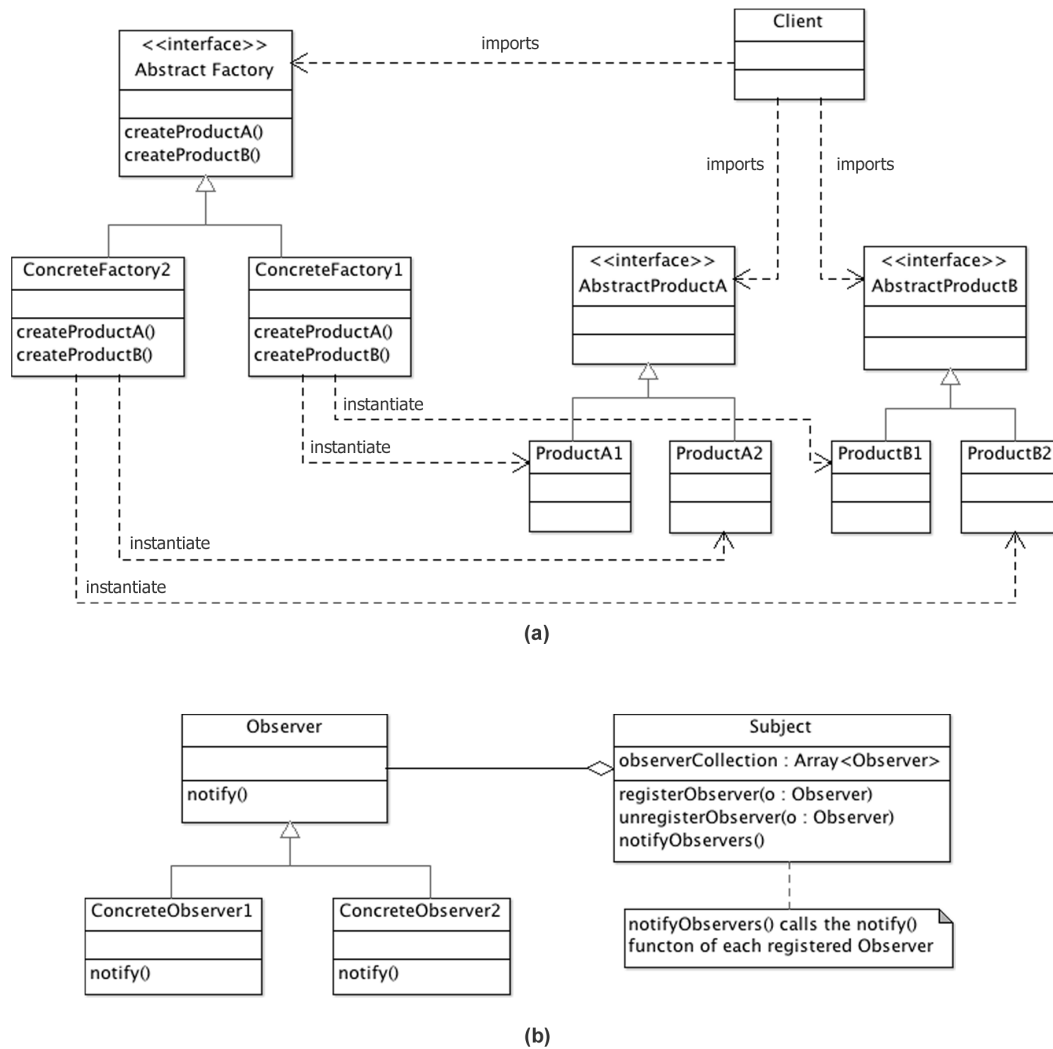 Client
<<interface>>
Abstract Factory
imports
createProductA()
createProductB()
imports
imports
ConcreteFactory2
ConcreteFactory1
<<interface>>
AbstractProductA
<<interface>>
AbstractProductB
createProductA()
createProductB()
createProductA()
createProductB()
instantiate
instantiate
ProductA1
ProductA2
ProductB1
ProductB2
instantiate
instantiate
(a)
Observer
notify()
Subject
observerCollection : Array<Observer>
registerObserver(o : Observer)
unregisterObserver(o : Observer)
notifyObservers()
ConcreteObserver1
notify()
ConcreteObserver2
notify()
notifyObservers() calls the notify()
functon of each registered Observer
(b)